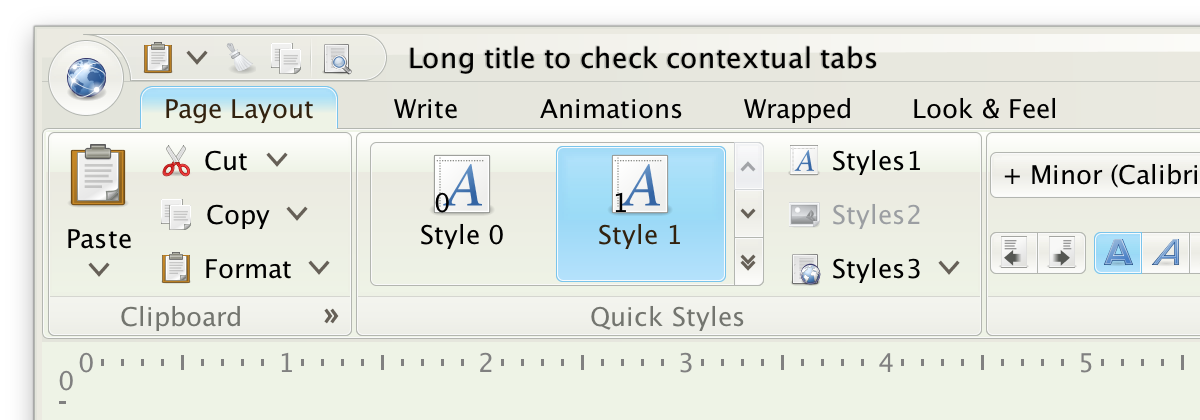 Long title to check contextual tabs
Page Layout Write Animations Wrapped Look & Feel
Paste
Cut
Copy
Format
Clipboard
0
Style 0
1
Style 1
Styles1
Styles2
Styles3
Quick Styles
+ Minor (Calibri
A A
0 1 2 3 4 5
0